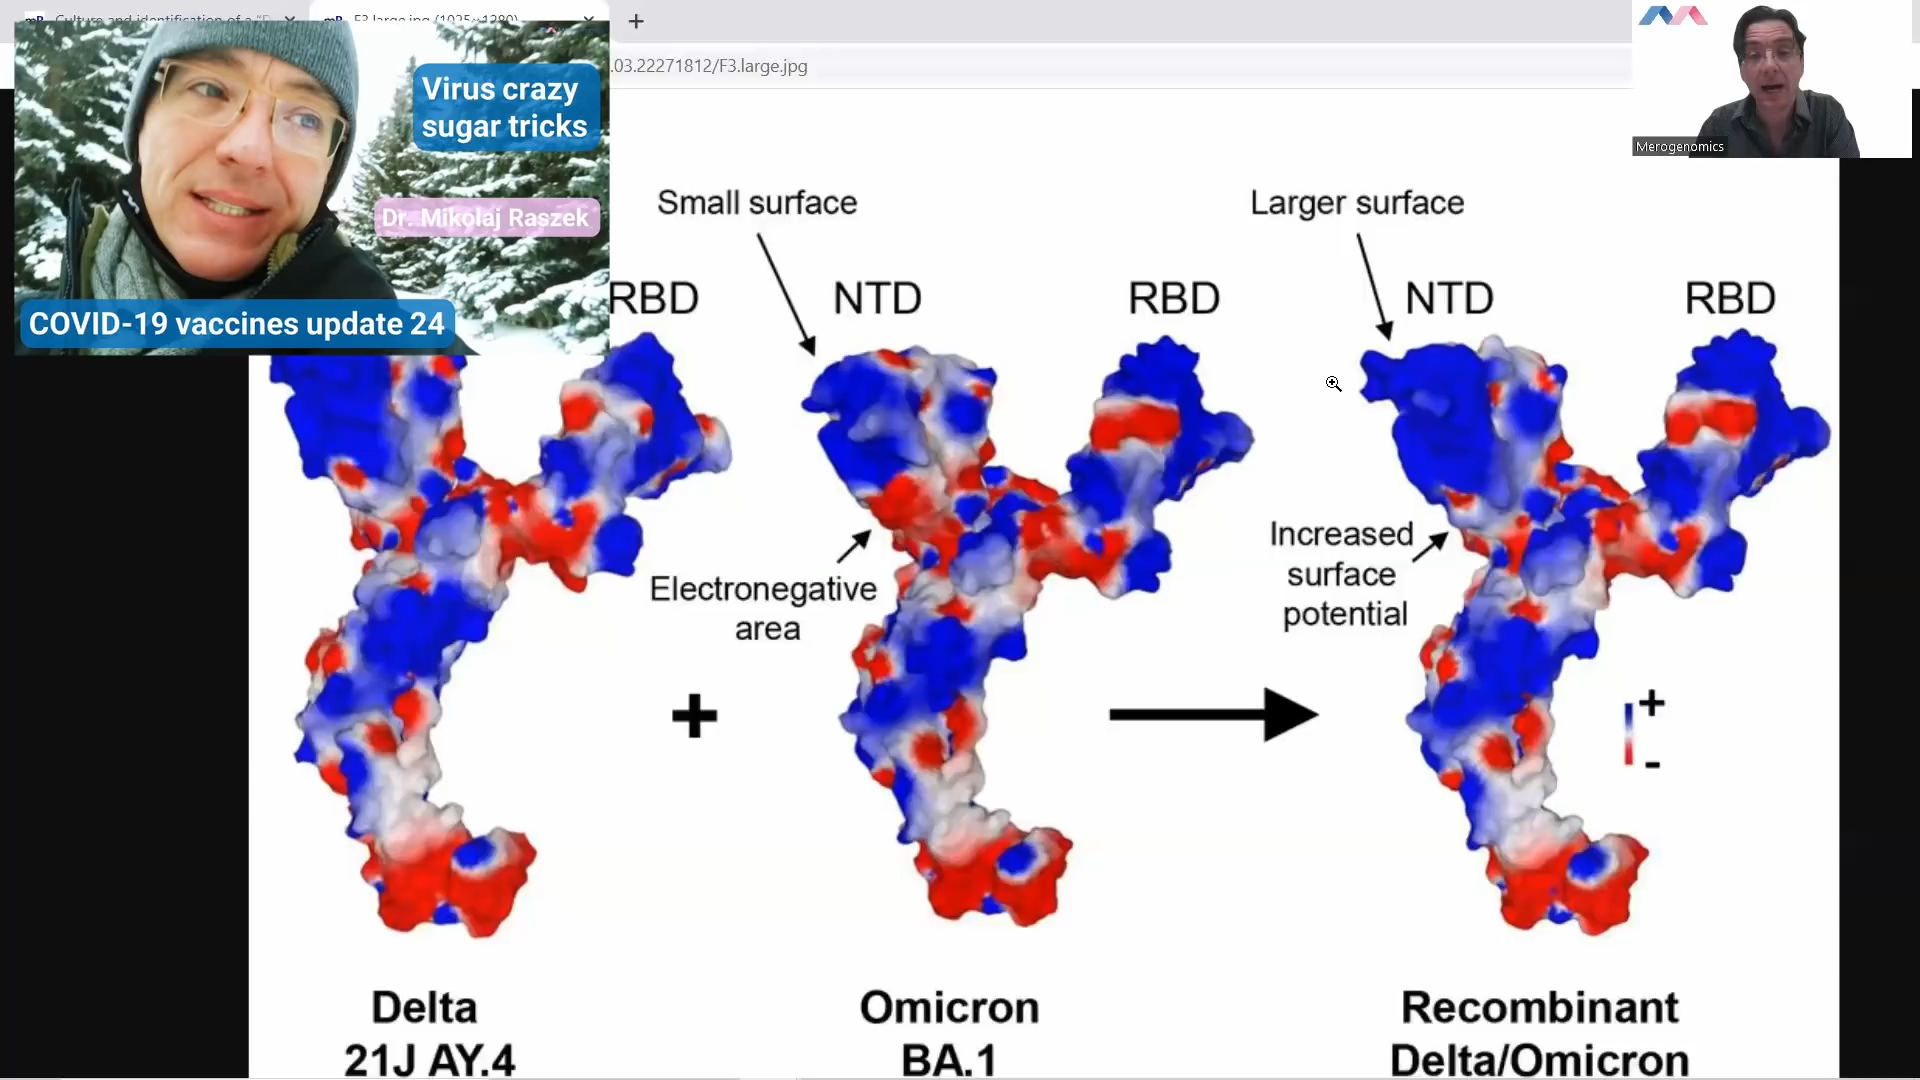 .03.22271812/F3.large.jpg
Virus crazy
sugar tricks
Dr. Mikolaj Raszek
COVID-19 vaccines update 24
Merogenomics
Small surface
Larger surface
RBD
NTD
RBD
NTD
RBD
Electronegative
area
Increased
surface
potential
+
+
-
Delta
21J AY.4
Omicron
BA.1
Recombinant
Delta/Omicron